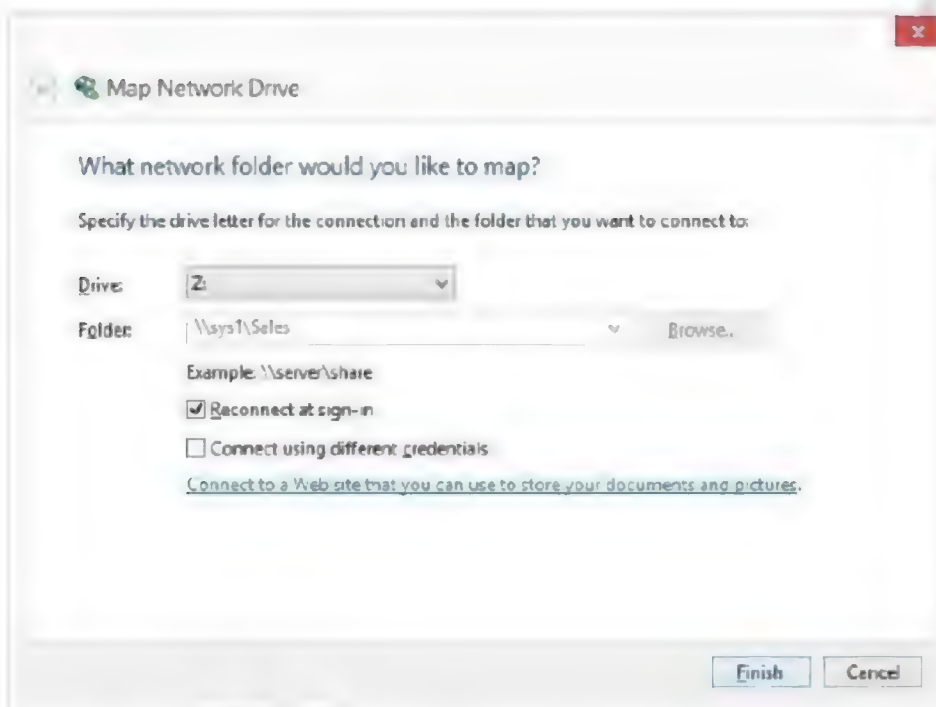 Map Network Drive
What network folder would you like to map?
Specify the drive letter for the connection and the folder that you want to connect to:
Drive: Z:
Folder: \\sys1\Sales Browse..
Example: \\server\share
Reconnect at sign-in
Connect using different credentials
Connect to a Web site that you can use to store your documents and pictures.
Finish Cancel